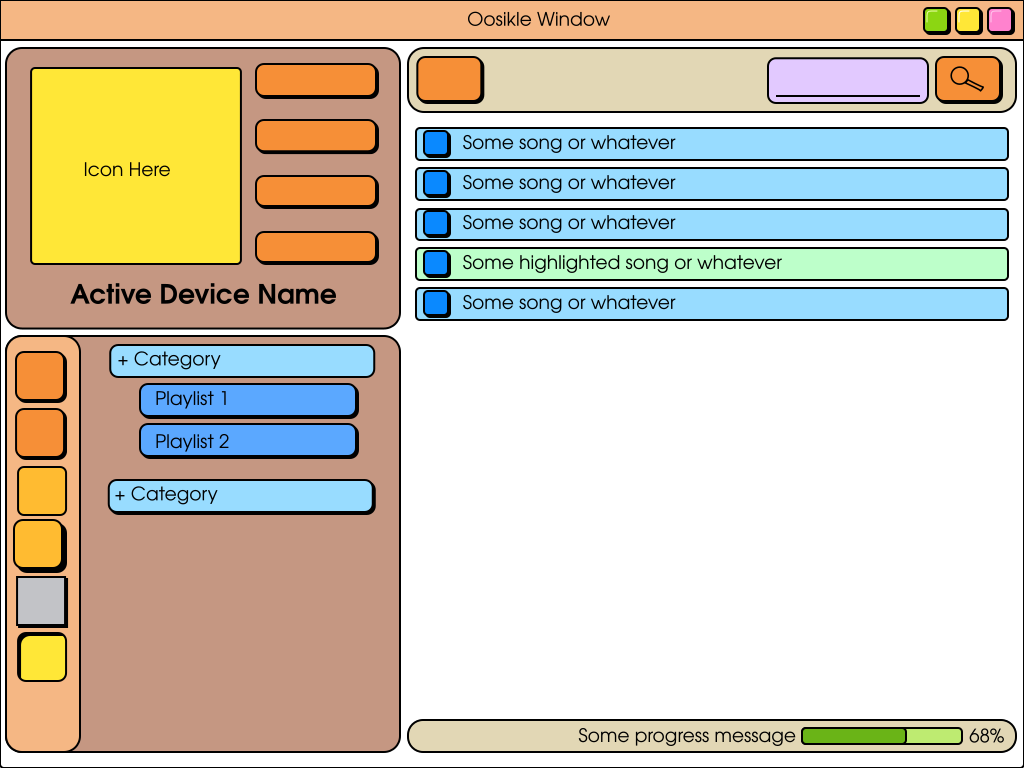 Oosikle Window
Icon Here
Active Device Name
+ Category
Playlist 1
Playlist 2
+ Category
Some song or whatever
Some song or whatever
Some song or whatever
Some highlighted song or whatever
Some song or whatever
Some progress message 68%